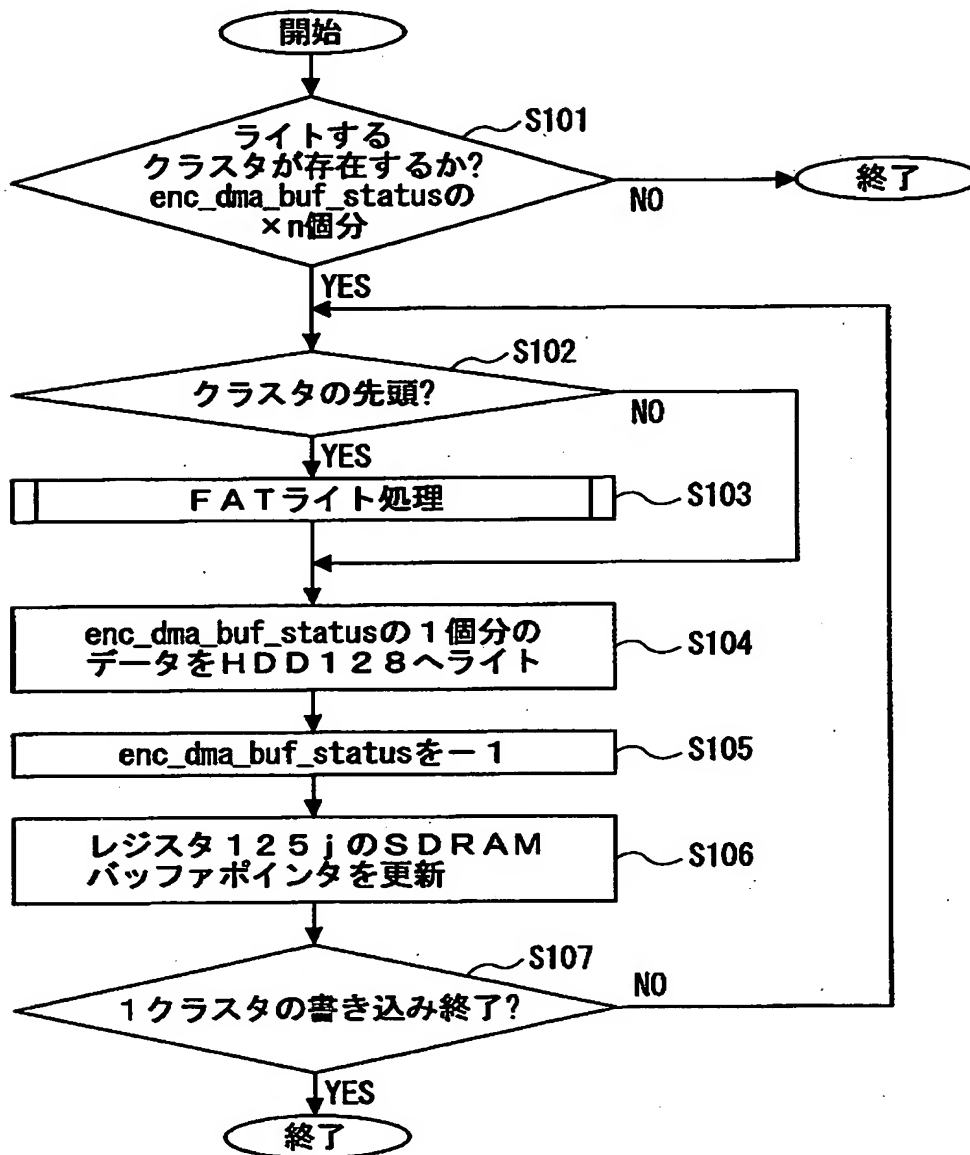 開始
S101
ライトする
クラスタが存在するか?
enc_dma_buf_statusの
×n個分
NO
終了
YES
S102
クラスタの先頭?
NO
YES
FATライト処理
S103
enc_dma_buf_statusの1個分の
データをHDD128へライト
S104
enc_dma_buf_statusを-1
S105
レジスタ125jのSDRAM
バッファポインタを更新
S106
S107
1クラスタの書き込み終了?
NO
YES
終了